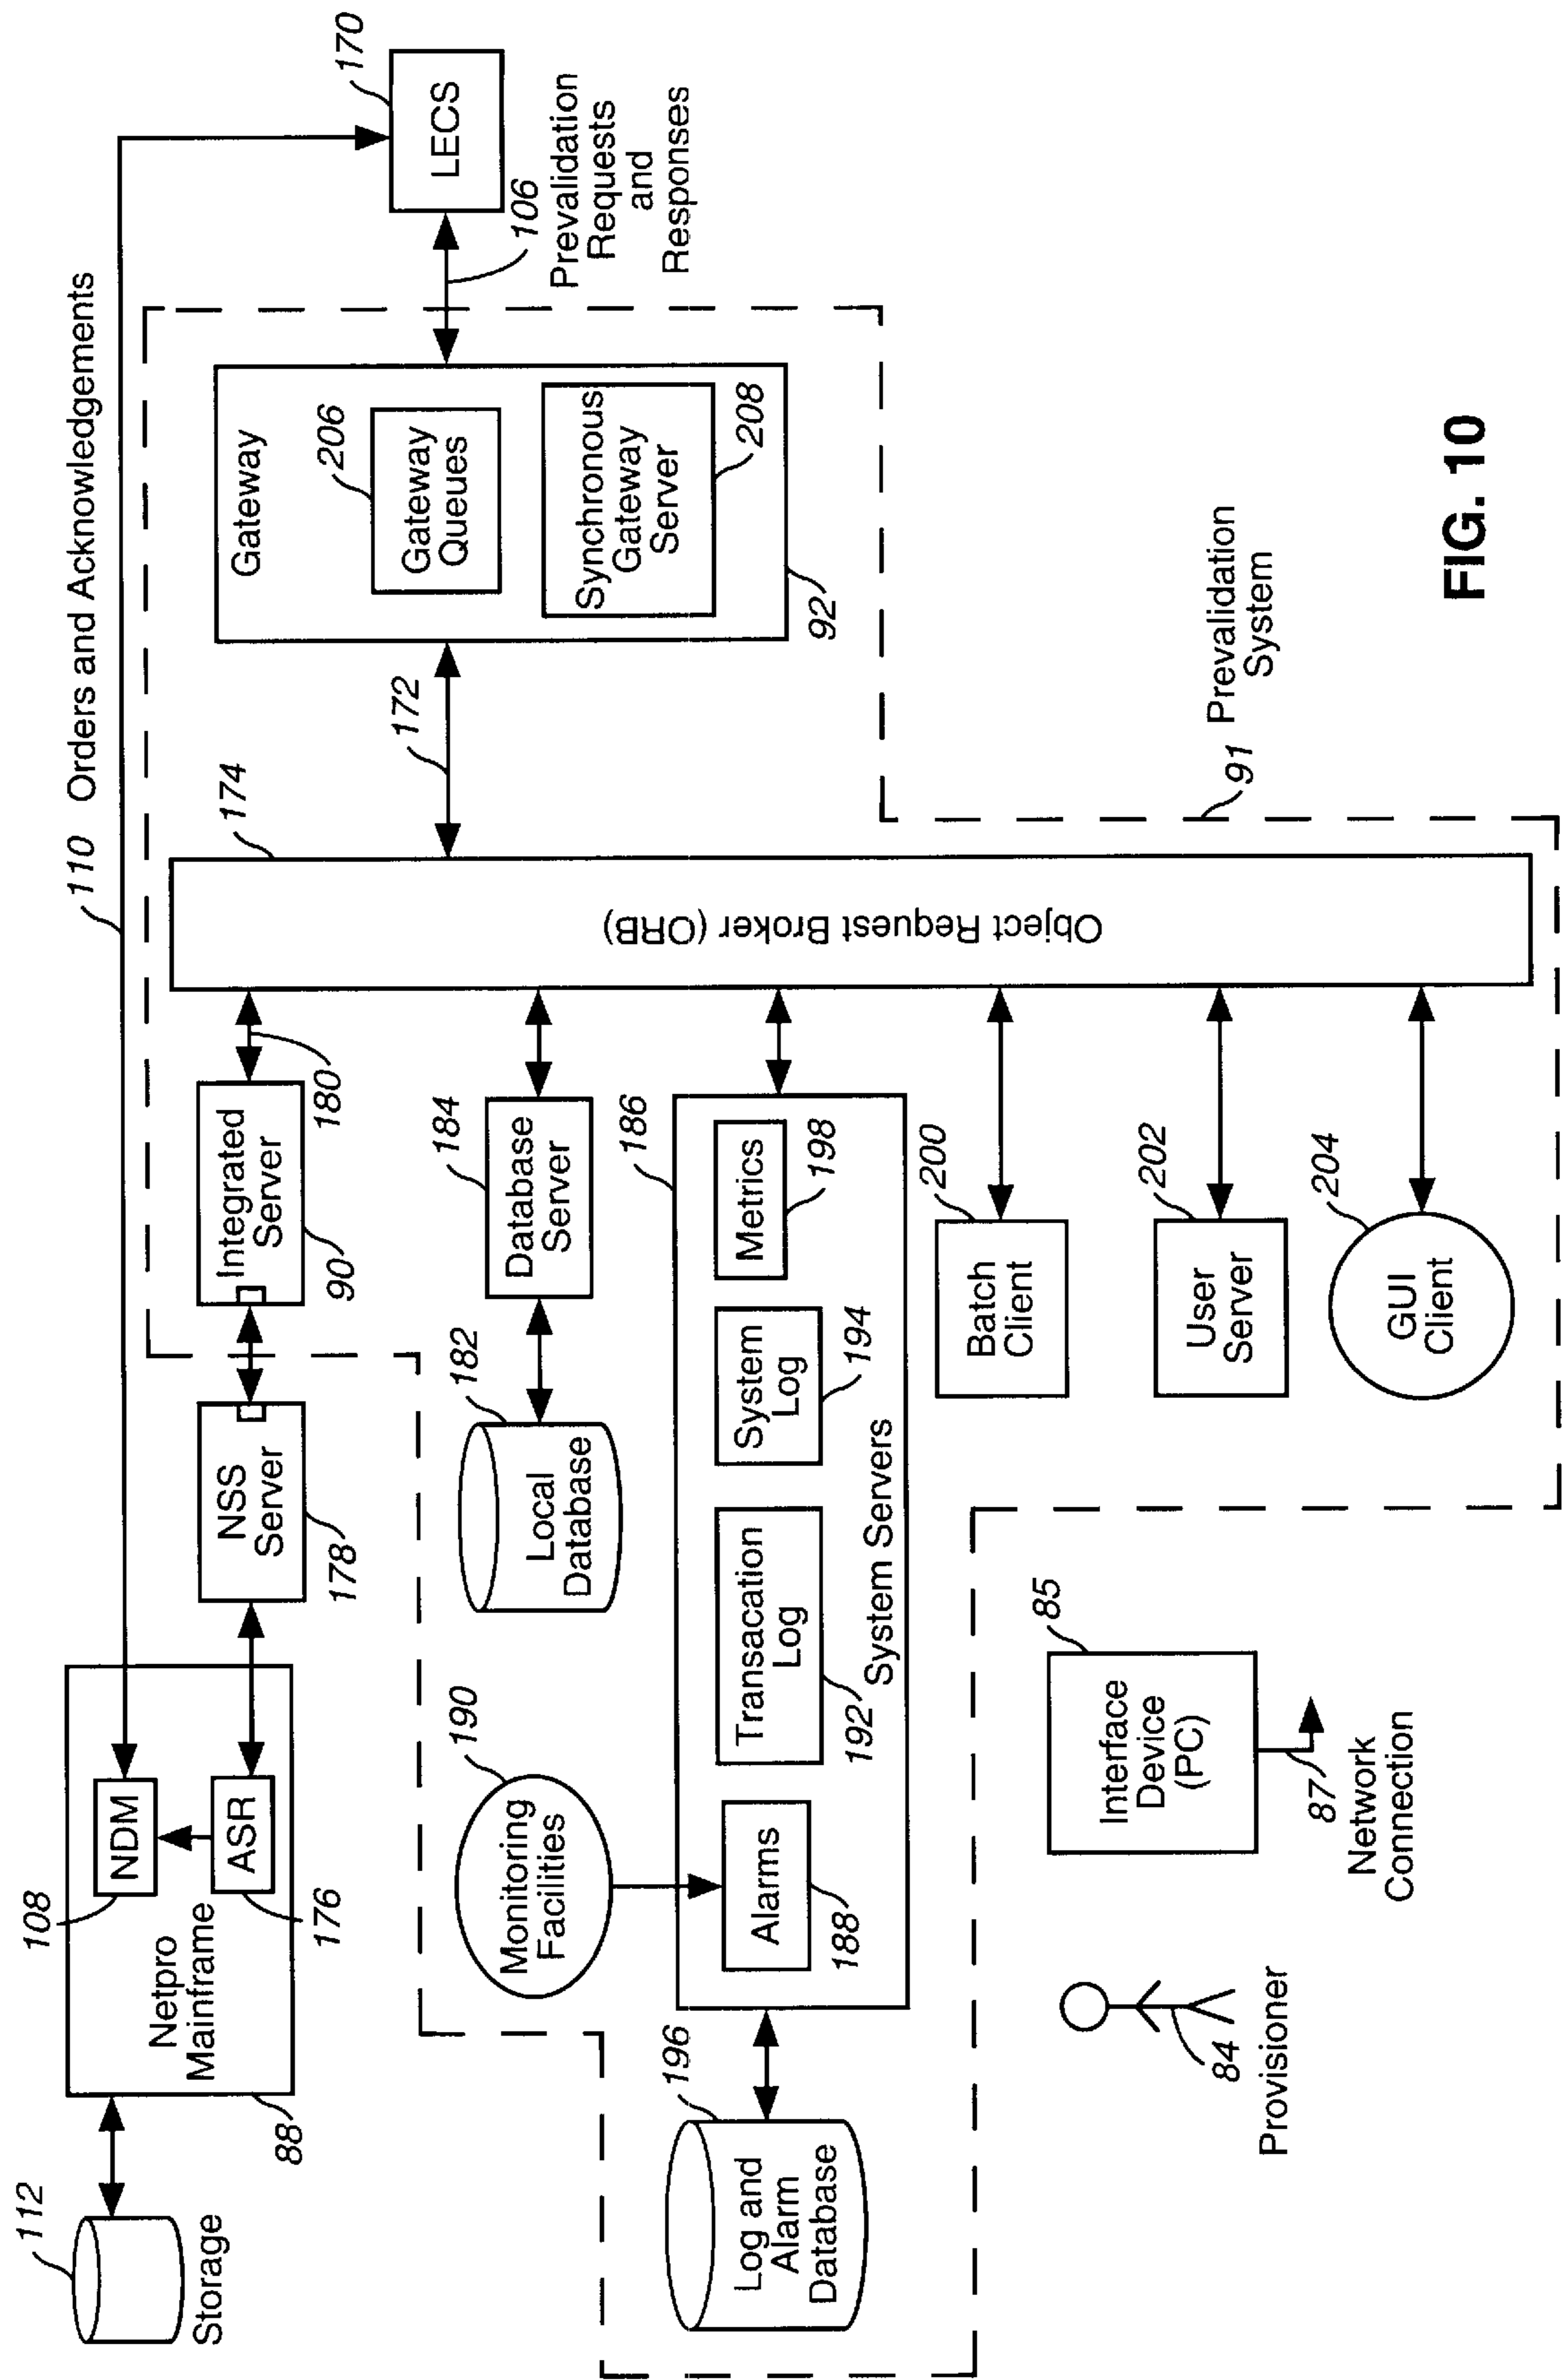 112
Storage
88
Netpro
Mainframe
108
NDM
ASR
176
110
Orders and Acknowledgements
NSS
Server
178
Integrated
Server
90
180
174
Object Request Broker (ORB)
172
Gateway
206
Gateway
Queues
Synchronous
Gateway
Server
208
92
LECS
170
106
Prevalidation
Requests
and
Responses
190
Monitoring
Facilities
182
Local
Database
184
Database
Server
196
Log and
Alarm
Database
186
Alarms
188
Transacation
Log
192
System
Log
194
Metrics
198
System Servers
200
Batch
Client
202
User
Server
204
GUI
Client
91
Prevalidation
System
84
Provisioner
85
Interface
Device
(PC)
87
Network
Connection
FIG. 10